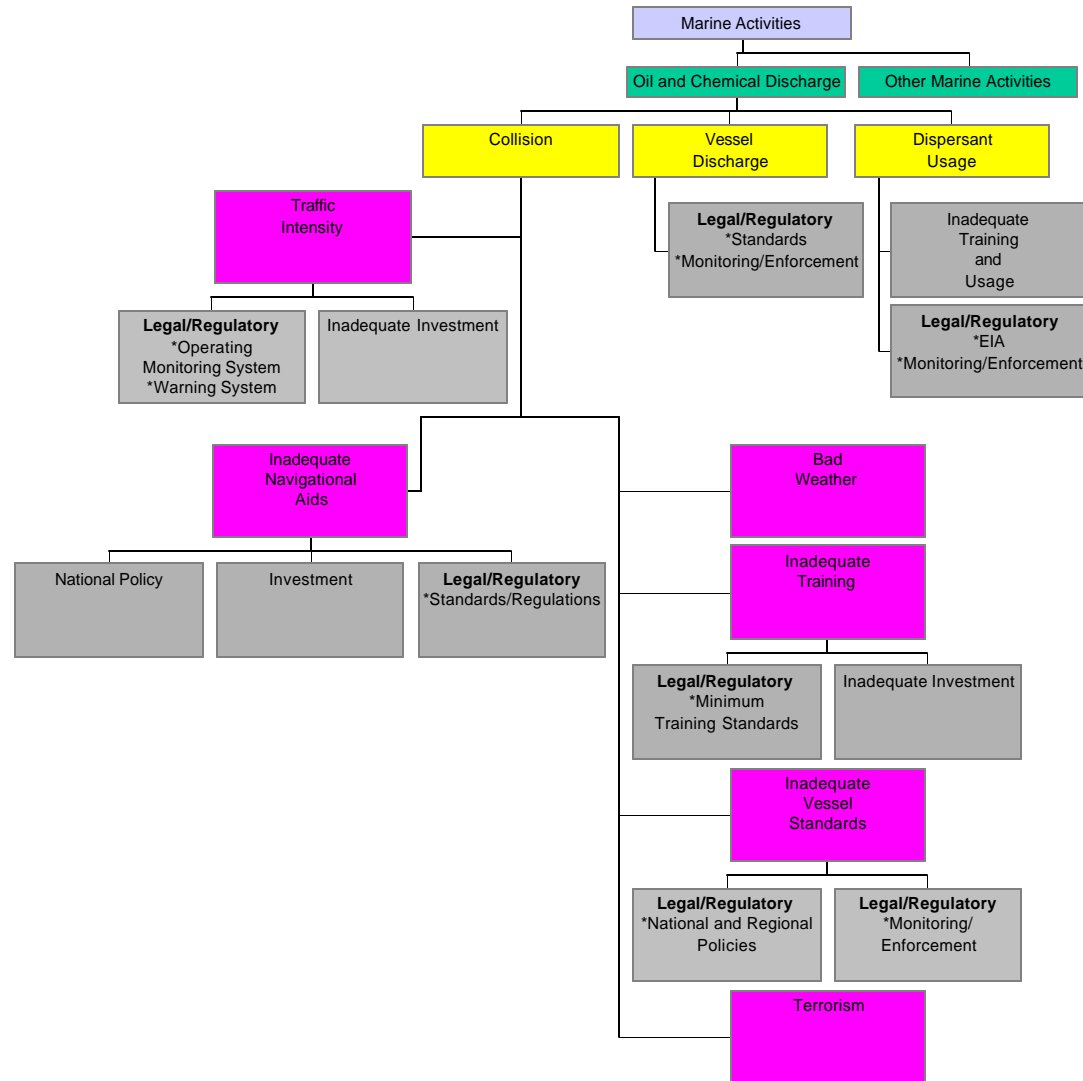 Marine Activities
Oil and Chemical Discharge
Other Marine Activities
Collision
Vessel
Discharge
Dispersant
Usage
Traffic
Intensity
Legal/Regulatory
*Standards
*Monitoring/Enforcement
Inadequate
Training
and
Usage
Legal/Regulatory
*Operating
Monitoring System
*Warning System
Inadequate Investment
Legal/Regulatory
*EIA
*Monitoring/Enforcement
Inadequate
Navigational
Aids
Bad
Weather
National Policy
Investment
Legal/Regulatory
*Standards/Regulations
Inadequate
Training
Legal/Regulatory
*Minimum
Training Standards
Inadequate Investment
Inadequate
Vessel
Standards
Legal/Regulatory
*National and Regional
Policies
Legal/Regulatory
*Monitoring/
Enforcement
Terrorism